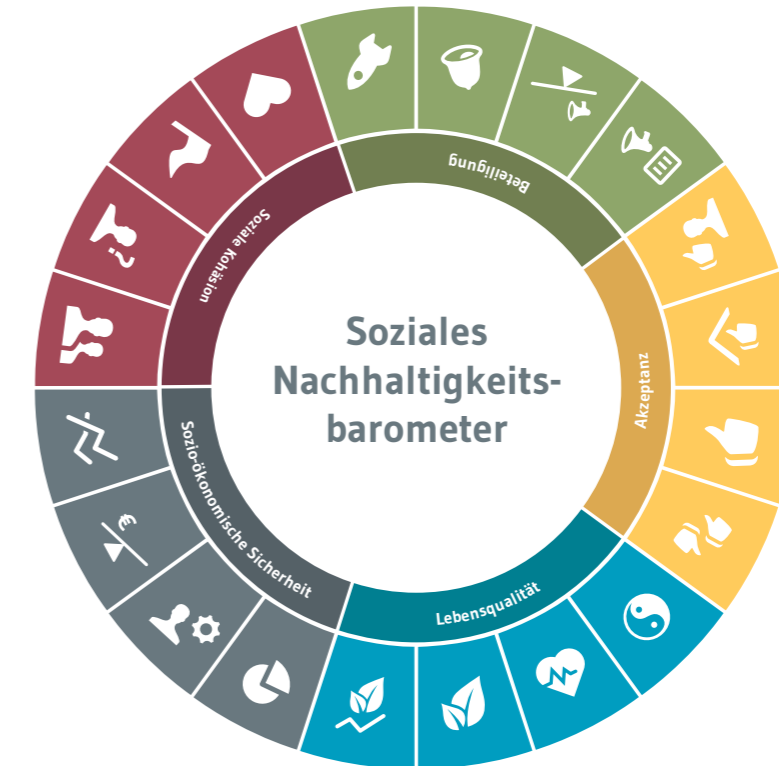 Soziales
Nachhaltigkeits-
barometer
Beteiligung
Akzeptanz
Lebensqualität
Sozio-ökonomische Sicherheit
Soziale Kohäsion
?
€